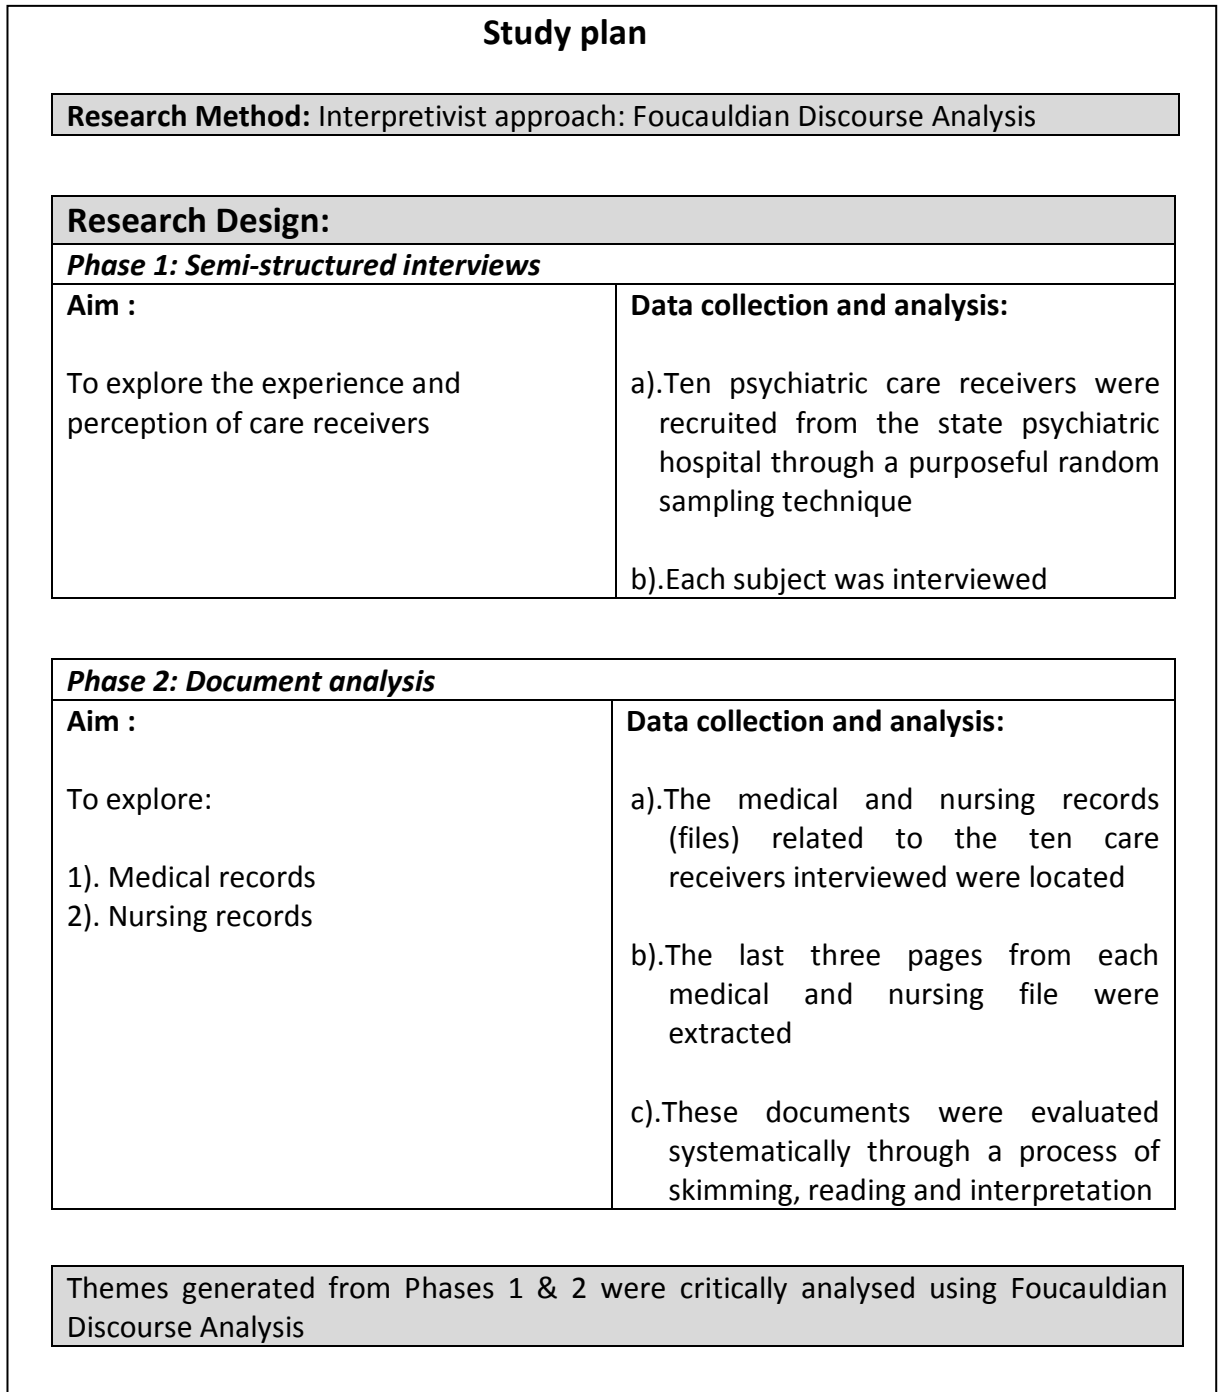 Study plan
Research Method: Interpretivist approach: Foucauldian Discourse Analysis
Research Design:
Phase 1: Semi-structured interviews
Aim :
To explore the experience and
perception of care receivers
Data collection and analysis:
a).Ten psychiatric care receivers were
recruited from the state psychiatric
hospital through a purposeful random
sampling technique
b).Each subject was interviewed
Phase 2: Document analysis
Aim :
To explore:
1). Medical records
2). Nursing records
Data collection and analysis:
a).The medical and nursing records
(files) related to the ten care
receivers interviewed were located
b).The last three pages from each
medical and nursing file were
extracted
c).These documents were evaluated
systematically through a process of
skimming, reading and interpretation
Themes generated from Phases 1 & 2 were critically analysed using Foucauldian
Discourse Analysis